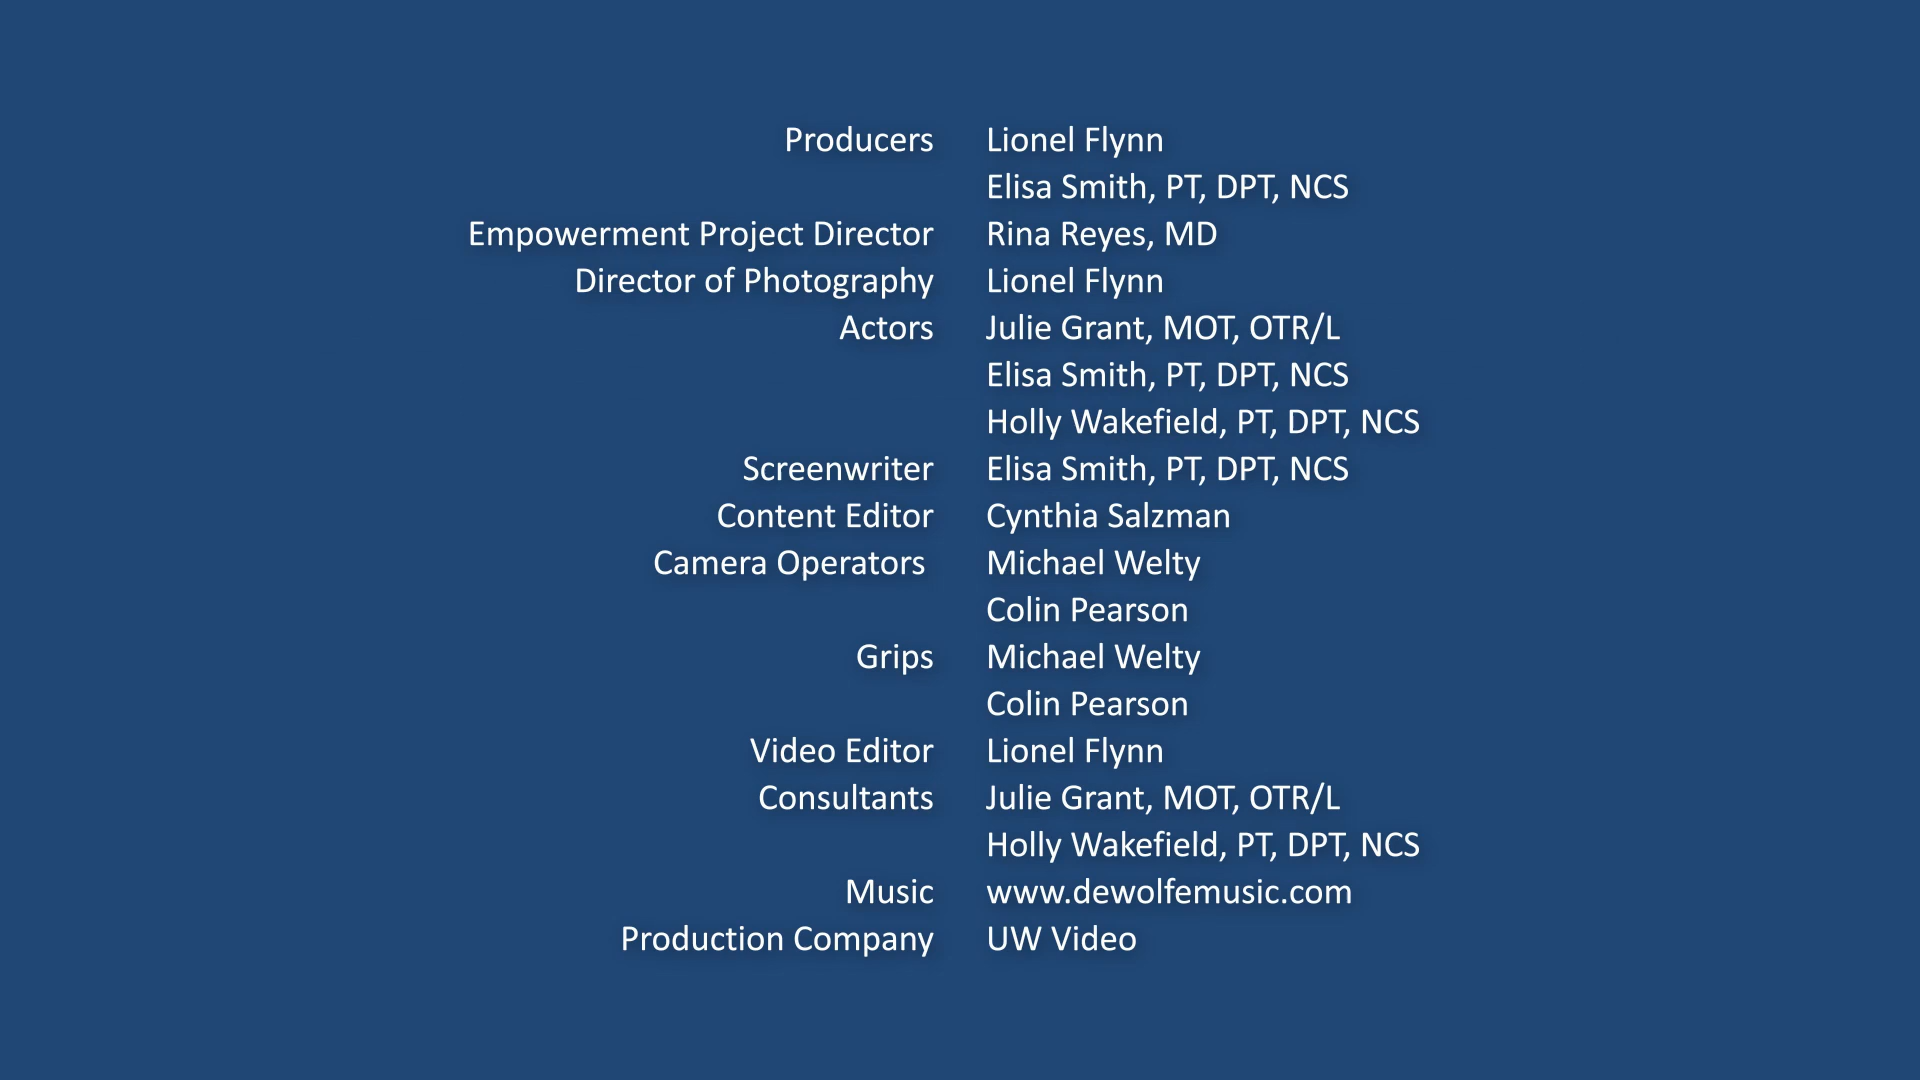 Producers Lionel Flynn
Elisa Smith, PT, DPT, NCS
Empowerment Project Director Rina Reyes, MD
Director of Photography Lionel Flynn
Actors Julie Grant, MOT, OTR/L
Elisa Smith, PT, DPT, NCS
Holly Wakefield, PT, DPT, NCS
Screenwriter Elisa Smith, PT, DPT, NCS
Content Editor Cynthia Salzman
Camera Operators Michael Welty
Colin Pearson
Grips Michael Welty
Colin Pearson
Video Editor Lionel Flynn
Consultants Julie Grant, MOT, OTR/L
Holly Wakefield, PT, DPT, NCS
Music www.dewolfemusic.com
Production Company UW Video